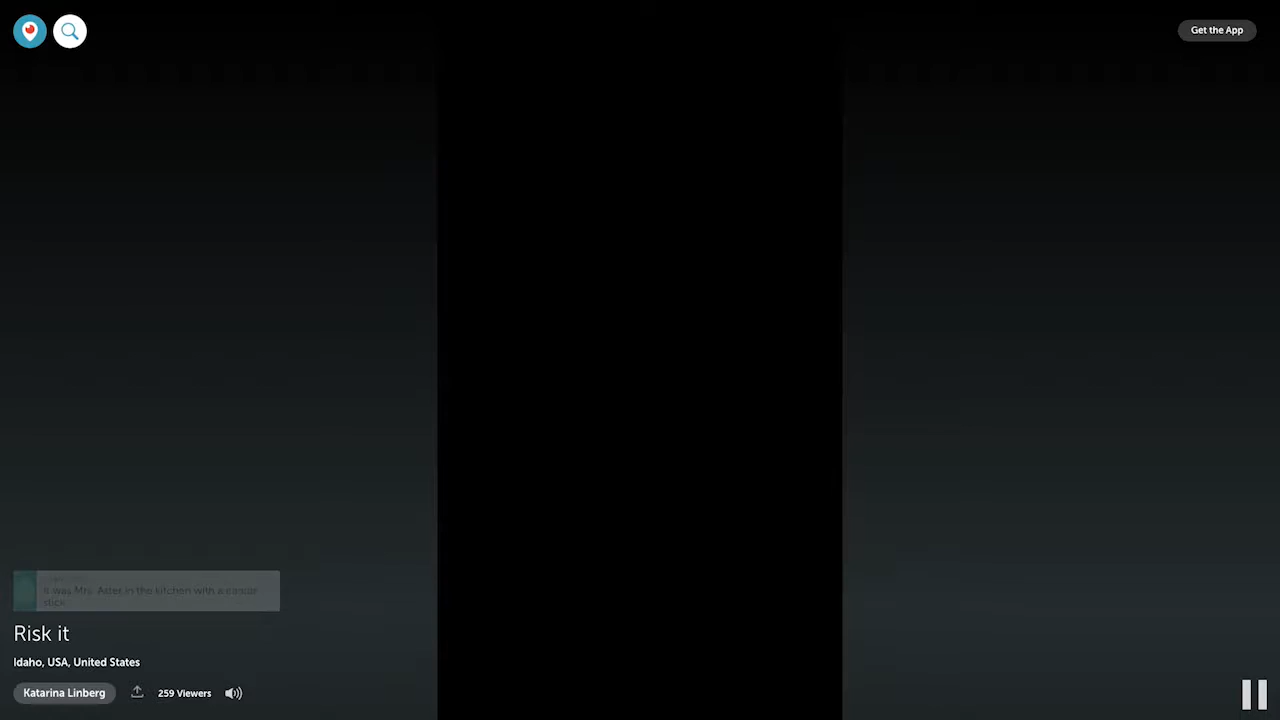 Get the App
It was Mrs. Aster in the kitchen with a candle
stick
Risk it
Idaho, USA, United States
Katarina Linberg
259 Viewers